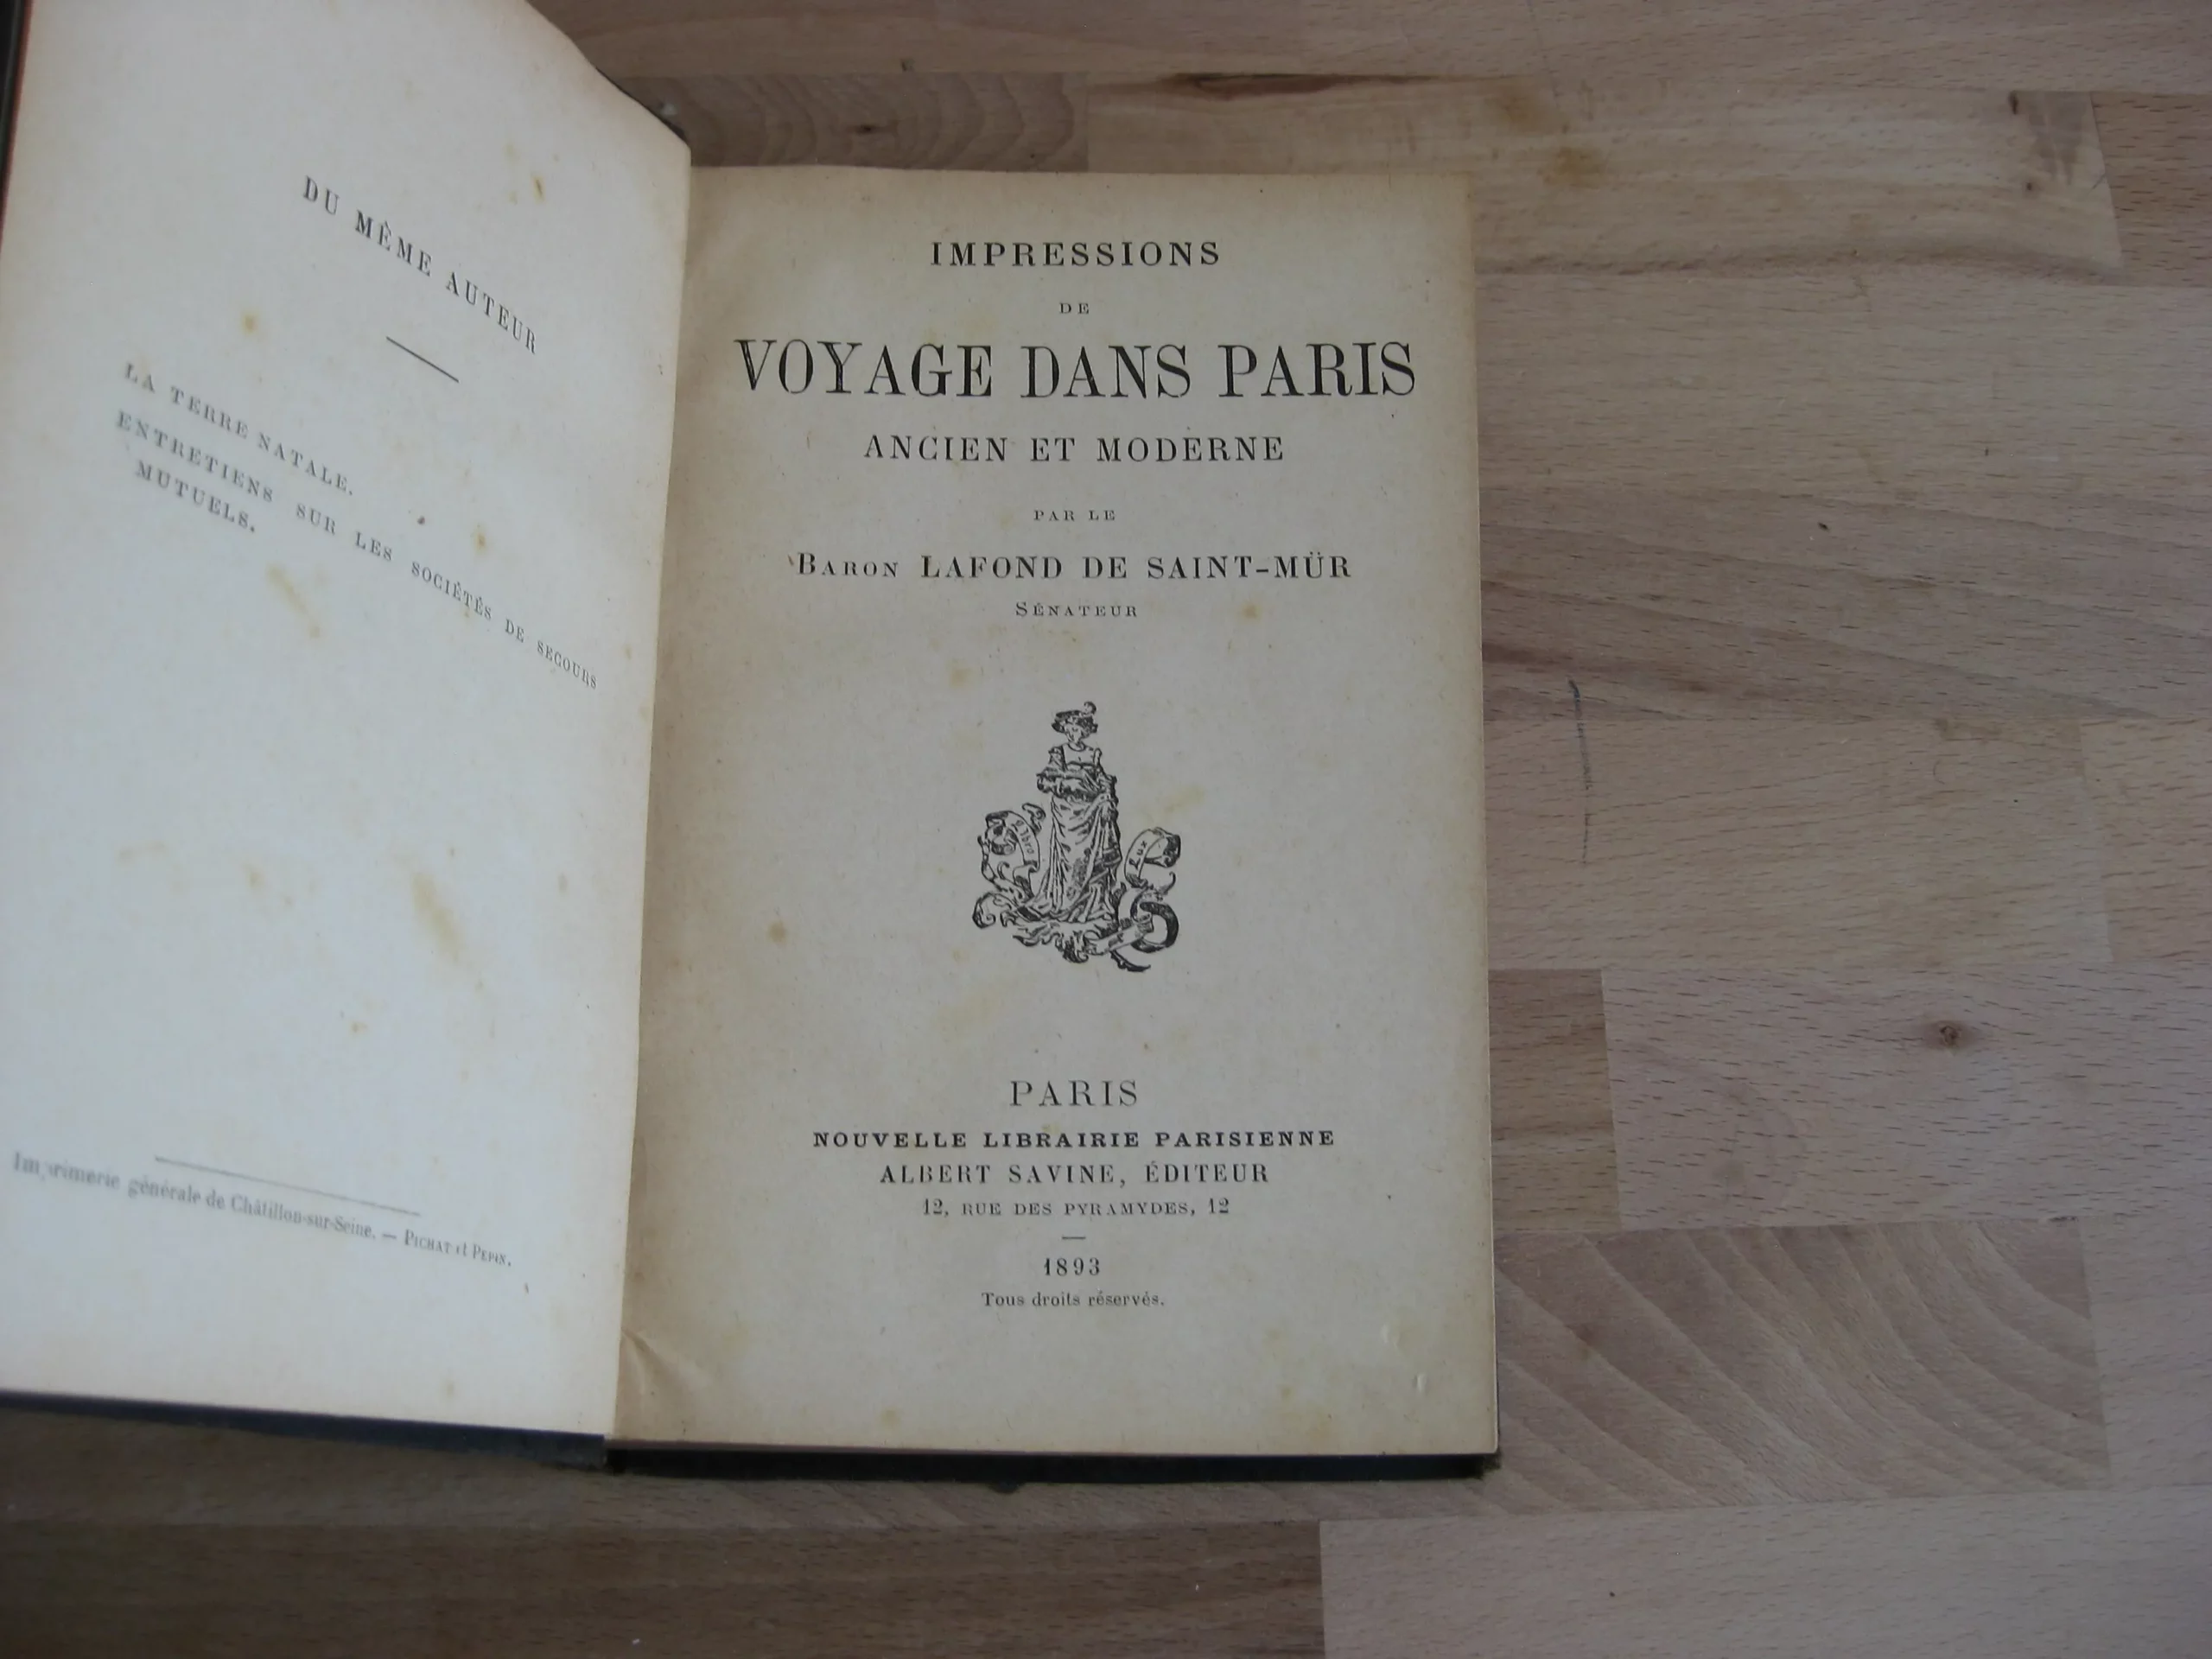 DU MÊME AUTEUR
LA TERRE NATALE.
ENTRETIENS SUR LES SOCIÉTÉS DE SECOURS
MUTUELS.
Imprimerie générale de Châtillon-sur-Seine. — PICHAT et PEPIN.
IMPRESSIONS
DE
VOYAGE DANS PARIS
ANCIEN ET MODERNE
PAR LE
BARON LAFOND DE SAINT-MÜR
SÉNATEUR
Libro
Lux
PARIS
NOUVELLE LIBRAIRIE PARISIENNE
ALBERT SAVINE, ÉDITEUR
12, RUE DES PYRAMYDES, 12
1893
Tous droits réservés.